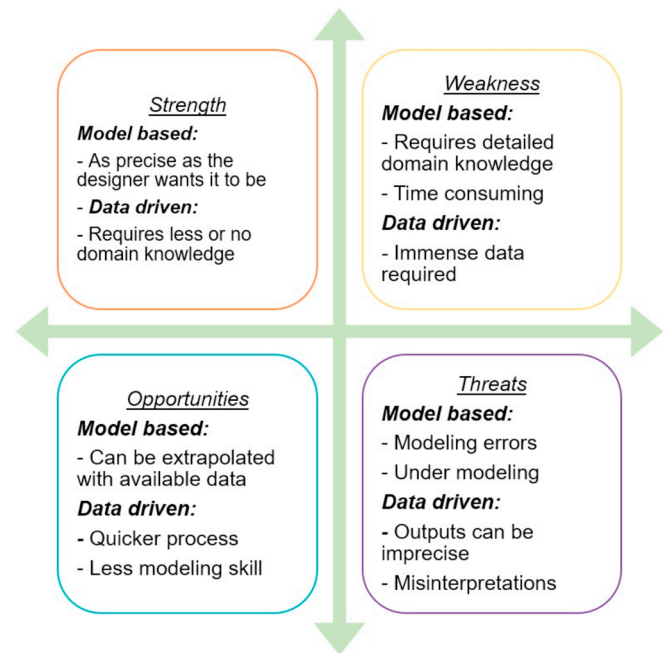 Strength
Model based:
- As precise as the
designer wants it to be
- Data driven:
- Requires less or no
domain knowledge
Weakness
Model based:
- Requires detailed
domain knowledge
- Time consuming
Data driven:
- Immense data
required
Opportunities
Model based:
- Can be extrapolated
with available data
Data driven:
- Quicker process
- Less modeling skill
Threats
Model based:
- Modeling errors
- Under modeling
Data driven:
- Outputs can be
imprecise
- Misinterpretations